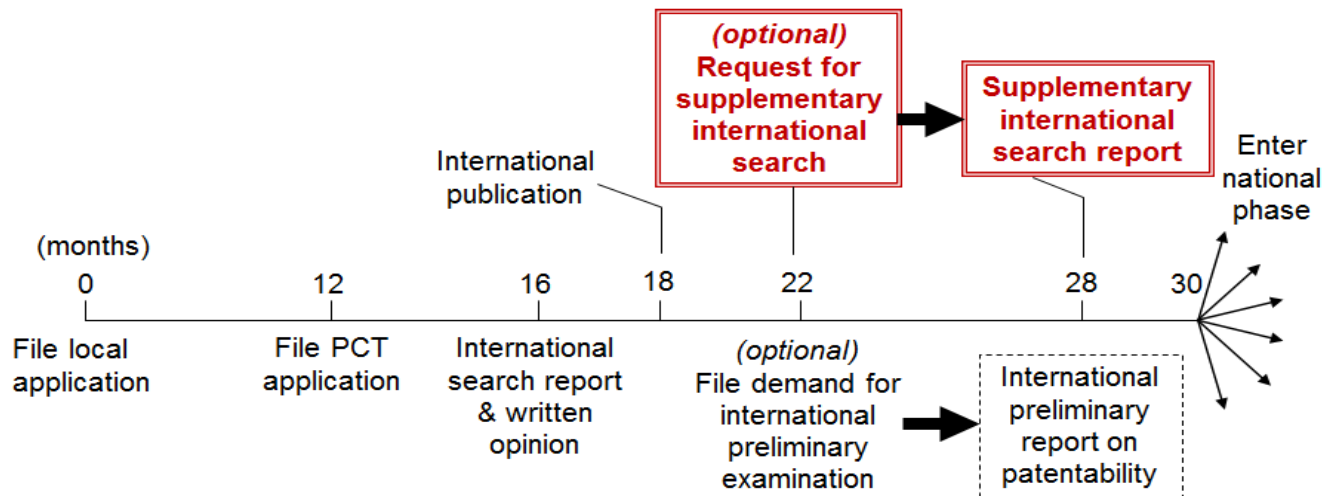 (optional)
Request for
supplementary
international
search
Supplementary
international
search report
International
publication
Enter
national
phase
(months)
0
12
16
18
22
28
30
File local
application
File PCT
application
International
search report
& written
opinion
(optional)
File demand for
international
preliminary
examination
International
preliminary
report on
patentability